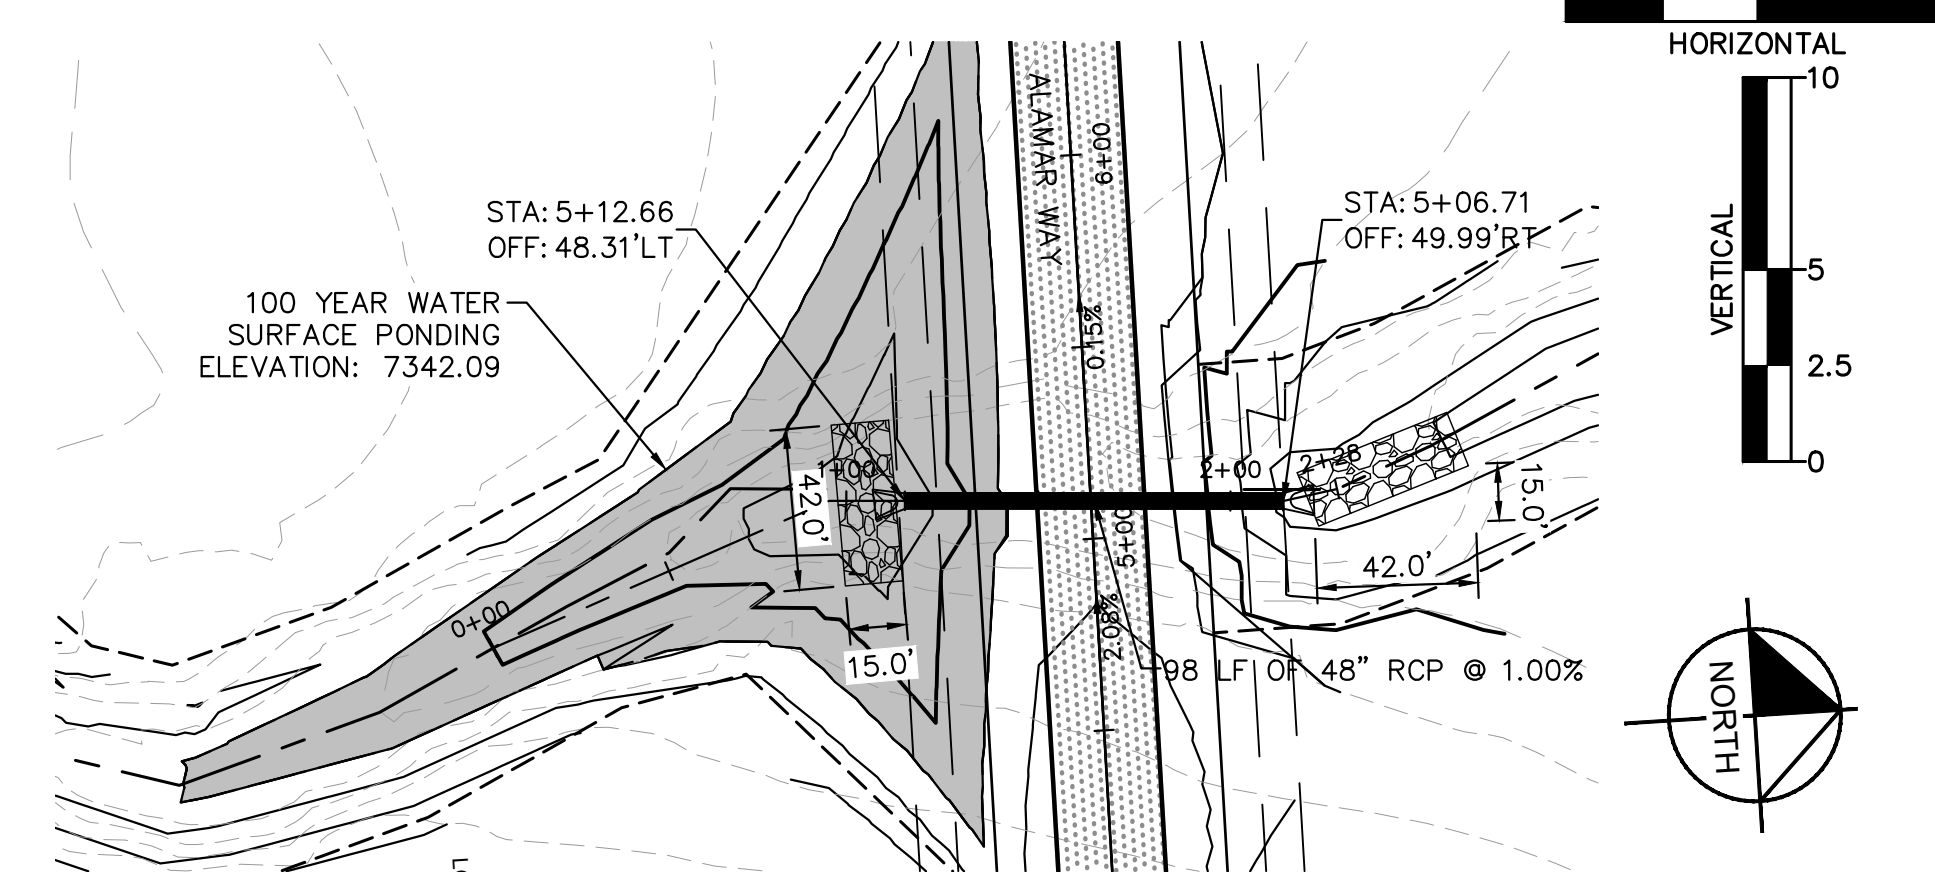 HORIZONTAL
10
5
2.5
0
VERTICAL
ALAMAR WAY
6+00
STA: 5+12.66
OFF: 48.31'LT
STA: 5+06.71
OFF: 49.99'RT
100 YEAR WATER
SURFACE PONDING
ELEVATION: 7342.09
0.15%
1+00
2+00
2+28
42.0'
15.0'
5+00
42.0'
0+00
2.08%
15.0'
98 LF OF 48" RCP @ 1.00%
NORTH